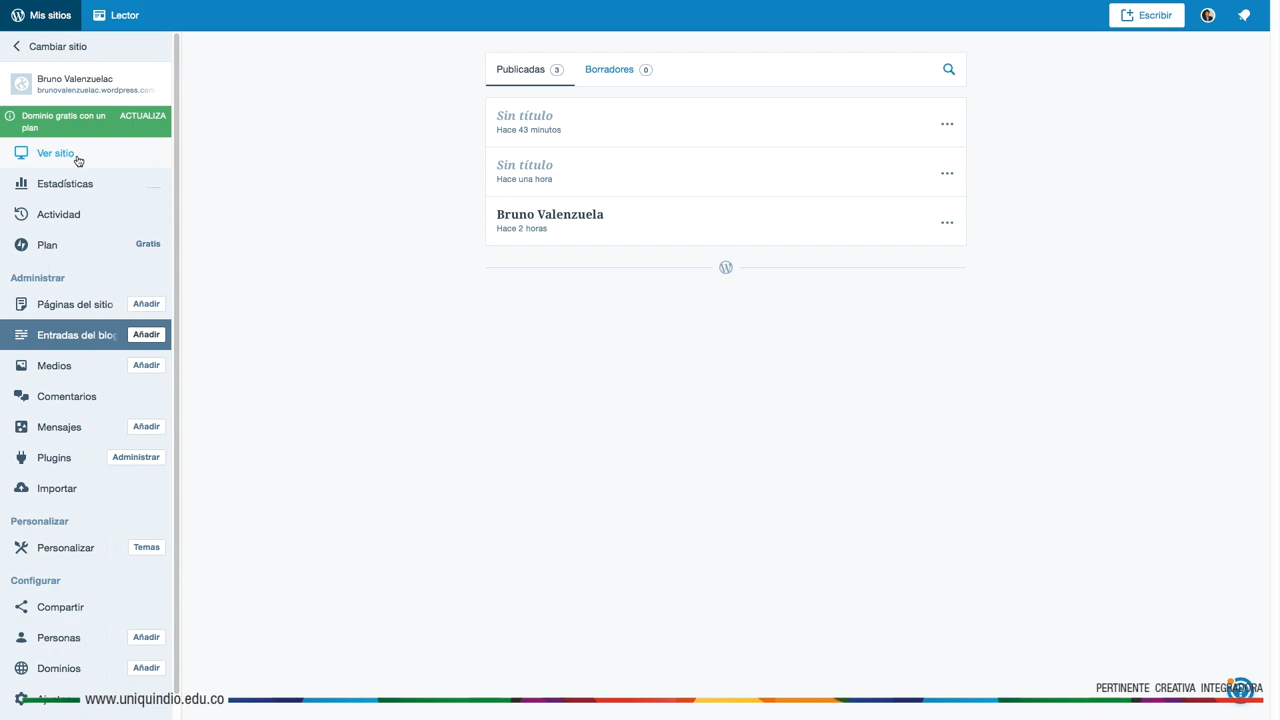 Mis sitios
Lector
Escribir
Cambiar sitio
Bruno Valenzuelac
brunovalenzuelac.wordpress.com
Dominio gratis con un plan
ACTUALIZA
Ver sitio
Estadísticas
Actividad
Plan
Gratis
Administrar
Páginas del sitio
Añadir
Entradas del blog
Añadir
Medios
Añadir
Comentarios
Mensajes
Añadir
Plugins
Administrar
Importar
Personalizar
Personalizar
Temas
Configurar
Compartir
Personas
Añadir
Dominios
Añadir
Publicadas 3
Borradores 0
Sin título
Hace 43 minutos
Sin título
Hace una hora
Bruno Valenzuela
Hace 2 horas
www.uniquindio.edu.co
PERTINENTE CREATIVA INTEGRADORA